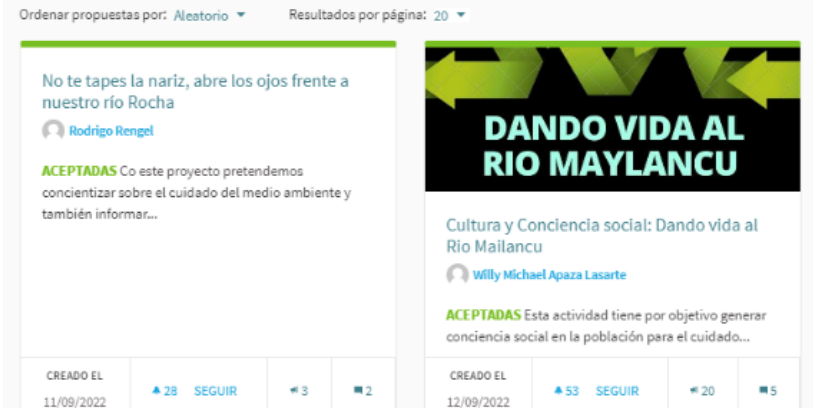 Ordenar propuestas por: Aleatorio Resultados por página: 20
No te tapes la nariz, abre los ojos frente a
nuestro río Rocha
Rodrigo Rengel
ACEPTADAS Co este proyecto pretendemos
concientizar sobre el cuidado del medio ambiente y
también informar...
CREADO EL
11/09/2022
28 SEGUIR
3
2
DANDO VIDA AL
RIO MAYLANCU
Cultura y Conciencia social: Dando vida al
Rio Mailancu
Willy Michael Apaza Lasarte
ACEPTADAS Esta actividad tiene por objetivo generar
conciencia social en la población para el cuidado...
CREADO EL
12/09/2022
53 SEGUIR
20
5